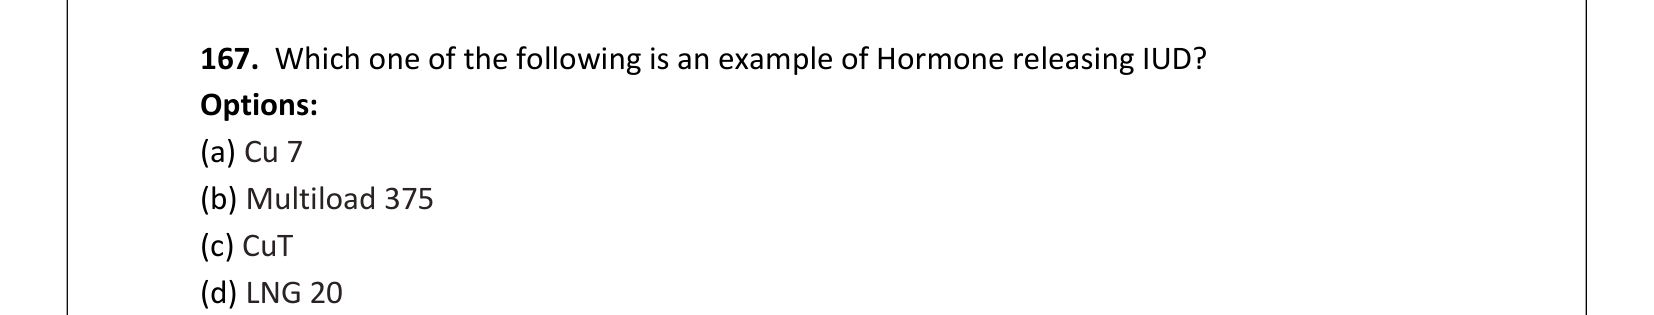 167. Which one of the following is an example of Hormone releasing IUD?
Options:
(a) Cu 7
(b) Multiload 375
(c) CuT
(d) LNG 20